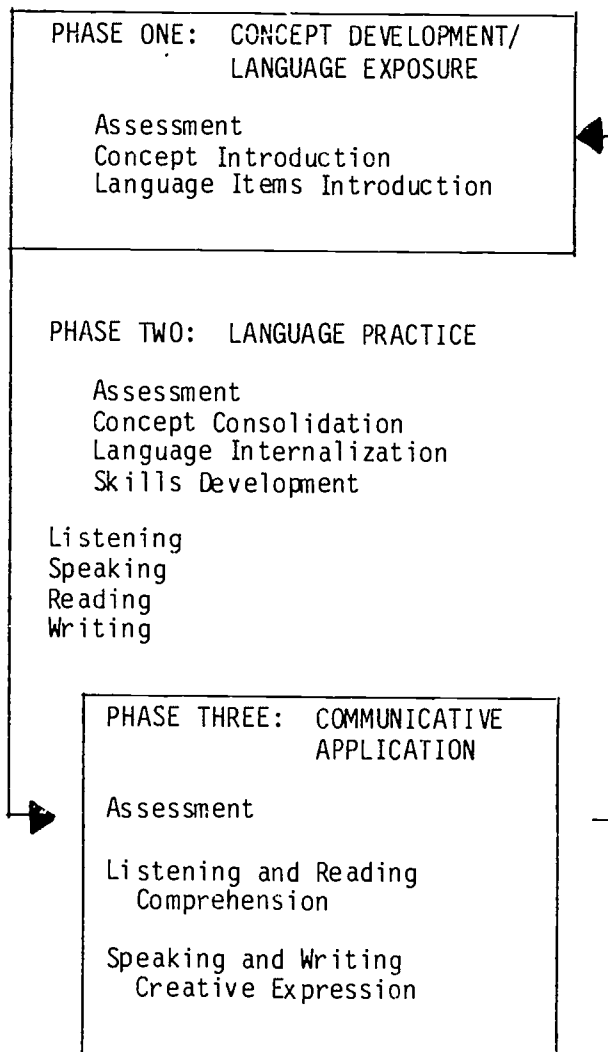 PHASE ONE: CONCEPT DEVELOPMENT/
LANGUAGE EXPOSURE
Assessment
Concept Introduction
Language Items Introduction
PHASE TWO: LANGUAGE PRACTICE
Assessment
Concept Consolidation
Language Internalization
Skills Development
Listening
Speaking
Reading
Writing
PHASE THREE: COMMUNICATIVE
APPLICATION
Assessment
Listening and Reading
Comprehension
Speaking and Writing
Creative Expression